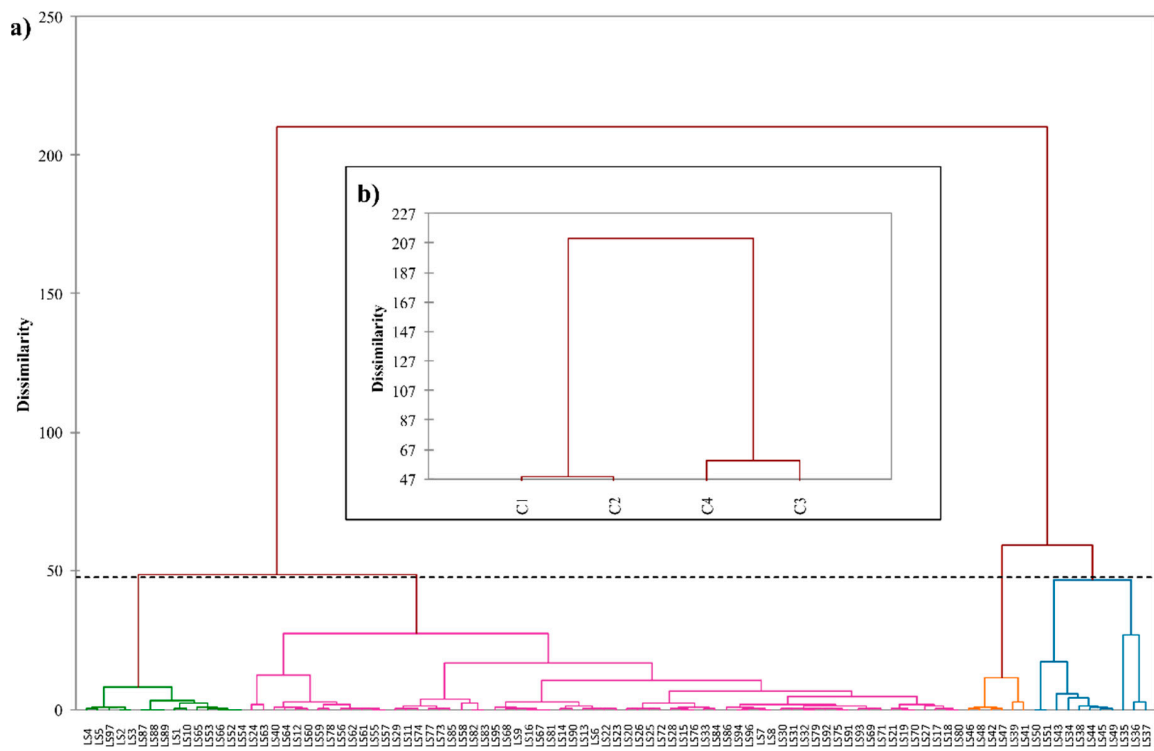 a)
250
200
150
100
50
0
Dissimilarity
b)
227
207
187
167
147
127
107
87
67
47
Dissimilarity
C1
C2
C4
C3
LS4
LS5
LS97
LS2
LS3
LS87
LS88
LS89
LS1
LS10
LS65
LS53
LS66
LS52
LS54
LS24
LS63
LS40
LS64
LS12
LS60
LS59
LS78
LS56
LS62
LS61
LS55
LS57
LS29
LS11
LS74
LS77
LS73
LS85
LS58
LS82
LS83
LS95
LS68
LS9
LS16
LS67
LS81
LS14
LS90
LS13
LS6
LS22
LS23
LS20
LS26
LS25
LS72
LS28
LS15
LS76
LS33
LS84
LS86
LS94
LS96
LS7
LS8
LS30
LS31
LS32
LS79
LS92
LS75
LS91
LS93
LS69
LS71
LS21
LS19
LS70
LS27
LS17
LS18
LS80
LS46
LS48
LS42
LS47
LS39
LS41
LS50
LS51
LS43
LS34
LS38
LS44
LS45
LS49
LS35
LS36
LS37